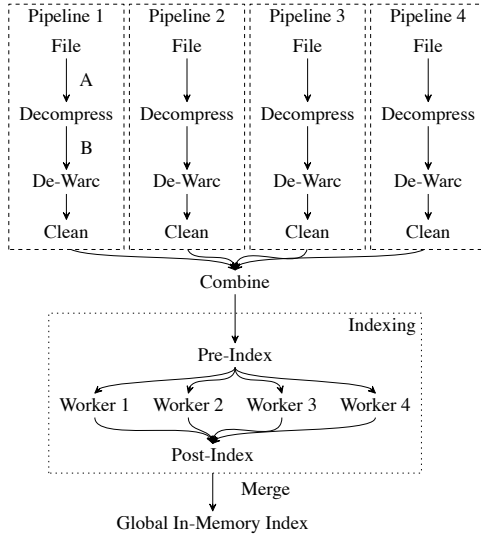 Pipeline 1 Pipeline 2 Pipeline 3 Pipeline 4
File File File File
A
Decompress Decompress Decompress Decompress
B
De-Warc De-Warc De-Warc De-Warc
Clean Clean Clean Clean
Combine
Indexing
Pre-Index
Worker 1 Worker 2 Worker 3 Worker 4
Post-Index
Merge
Global In-Memory Index